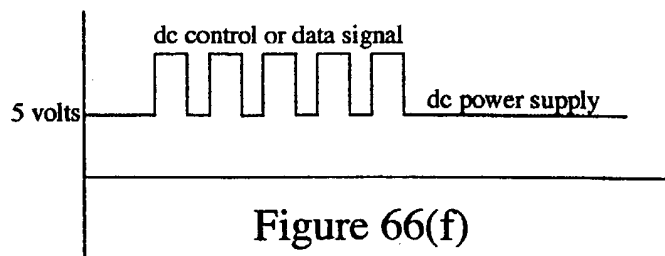 dc control or data signal
5 volts
dc power supply
Figure 66(f)